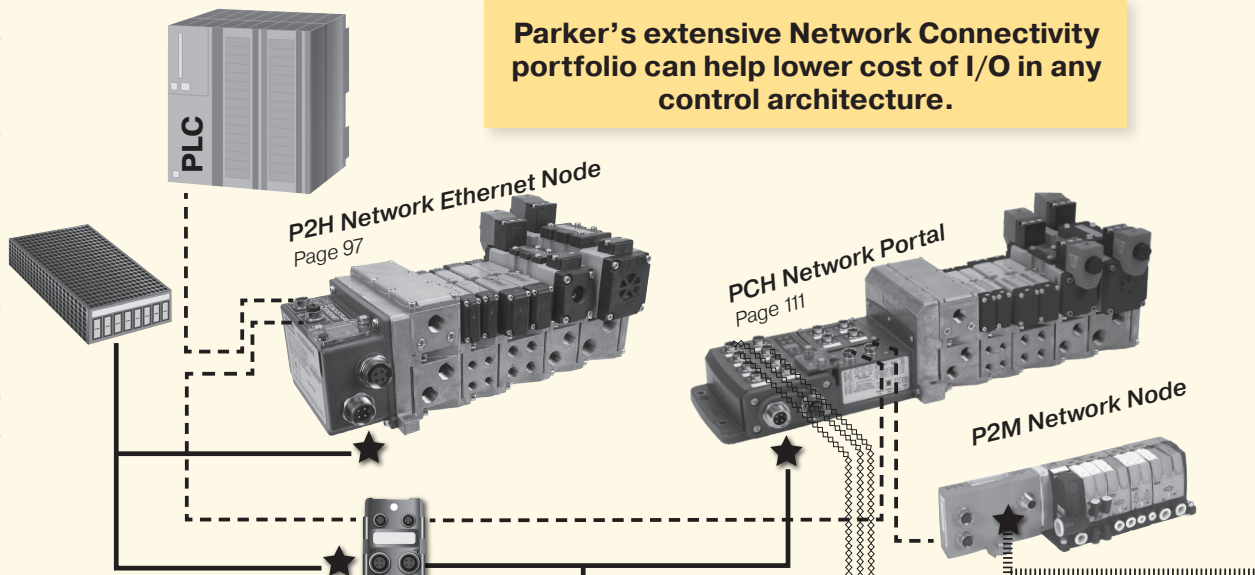 Parker’s extensive Network Connectivity
portfolio can help lower cost of I/O in any
control architecture.
PLC
P2H Network Ethernet Node
Page 97
PCH Network Portal
Page 111
P2M Network Node